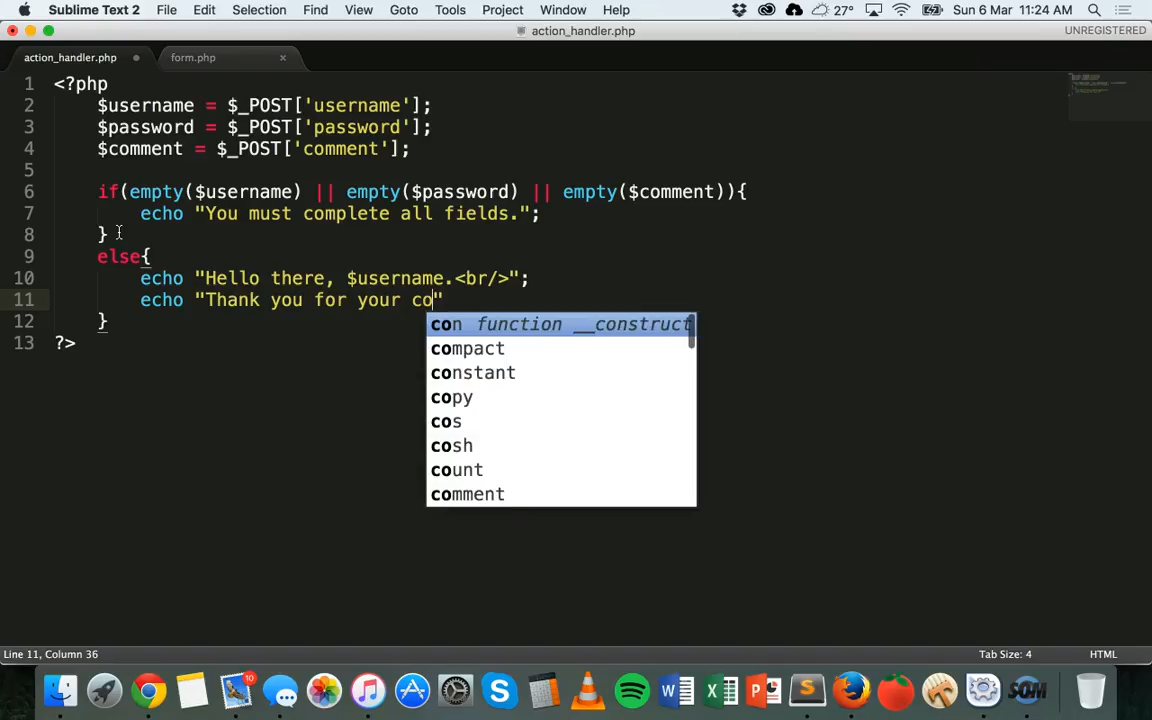 Sublime Text 2 File Edit Selection Find View Goto Tools Project Window Help 27° Sun 6 Mar 11:24 AM
action_handler.php UNREGISTERED
action_handler.php form.php ×
1 <?php
2 $username = $_POST['username'];
3 $password = $_POST['password'];
4 $comment = $_POST['comment'];
5
6 if(empty($username) || empty($password) || empty($comment)){
7 echo "You must complete all fields.";
8 }
9 else{
10 echo "Hello there, $username.<br/>";
11 echo "Thank you for your co"
12 }
13 ?>
con function __construct
compact
constant
copy
cos
cosh
count
comment
Line 11, Column 36 Tab Size: 4 HTML
10